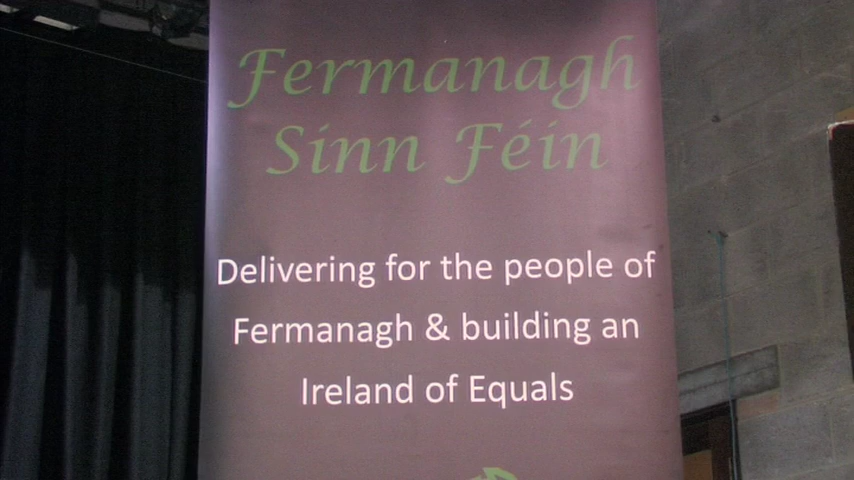 Fermanagh
Sinn Féin
Delivering for the people of
Fermanagh & building an
Ireland of Equals